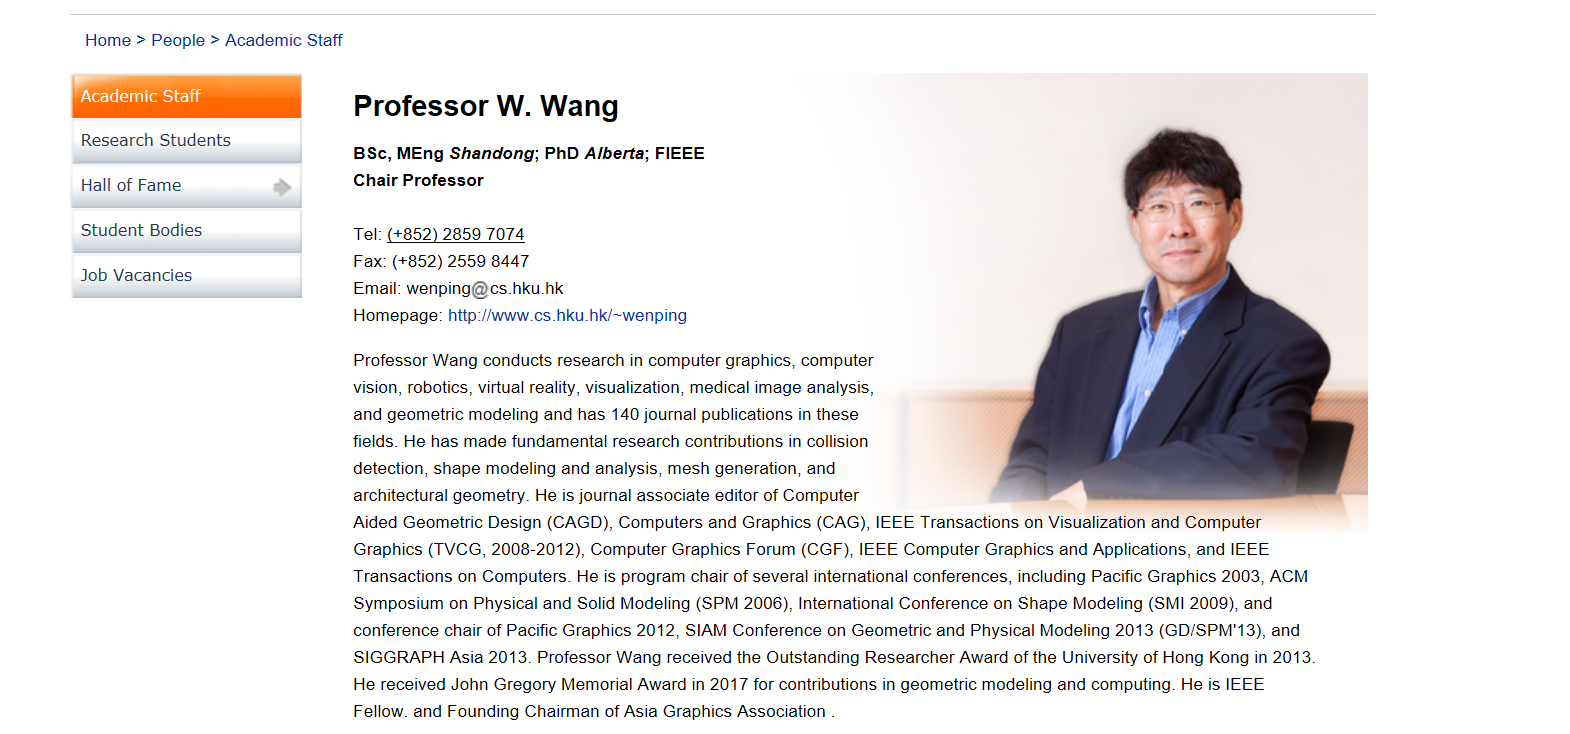 Home > People > Academic Staff
Academic Staff
Research Students
Hall of Fame
Student Bodies
Job Vacancies
Professor W. Wang
BSc, MEng Shandong; PhD Alberta; FIEEE
Chair Professor
Tel: (+852) 2859 7074
Fax: (+852) 2559 8447
Email: wenping@cs.hku.hk
Homepage: http://www.cs.hku.hk/~wenping
Professor Wang conducts research in computer graphics, computer
vision, robotics, virtual reality, visualization, medical image analysis,
and geometric modeling and has 140 journal publications in these
fields. He has made fundamental research contributions in collision
detection, shape modeling and analysis, mesh generation, and
architectural geometry. He is journal associate editor of Computer
Aided Geometric Design (CAGD), Computers and Graphics (CAG), IEEE Transactions on Visualization and Computer
Graphics (TVCG, 2008-2012), Computer Graphics Forum (CGF), IEEE Computer Graphics and Applications, and IEEE
Transactions on Computers. He is program chair of several international conferences, including Pacific Graphics 2003, ACM
Symposium on Physical and Solid Modeling (SPM 2006), International Conference on Shape Modeling (SMI 2009), and
conference chair of Pacific Graphics 2012, SIAM Conference on Geometric and Physical Modeling 2013 (GD/SPM'13), and
SIGGRAPH Asia 2013. Professor Wang received the Outstanding Researcher Award of the University of Hong Kong in 2013.
He received John Gregory Memorial Award in 2017 for contributions in geometric modeling and computing. He is IEEE
Fellow. and Founding Chairman of Asia Graphics Association .